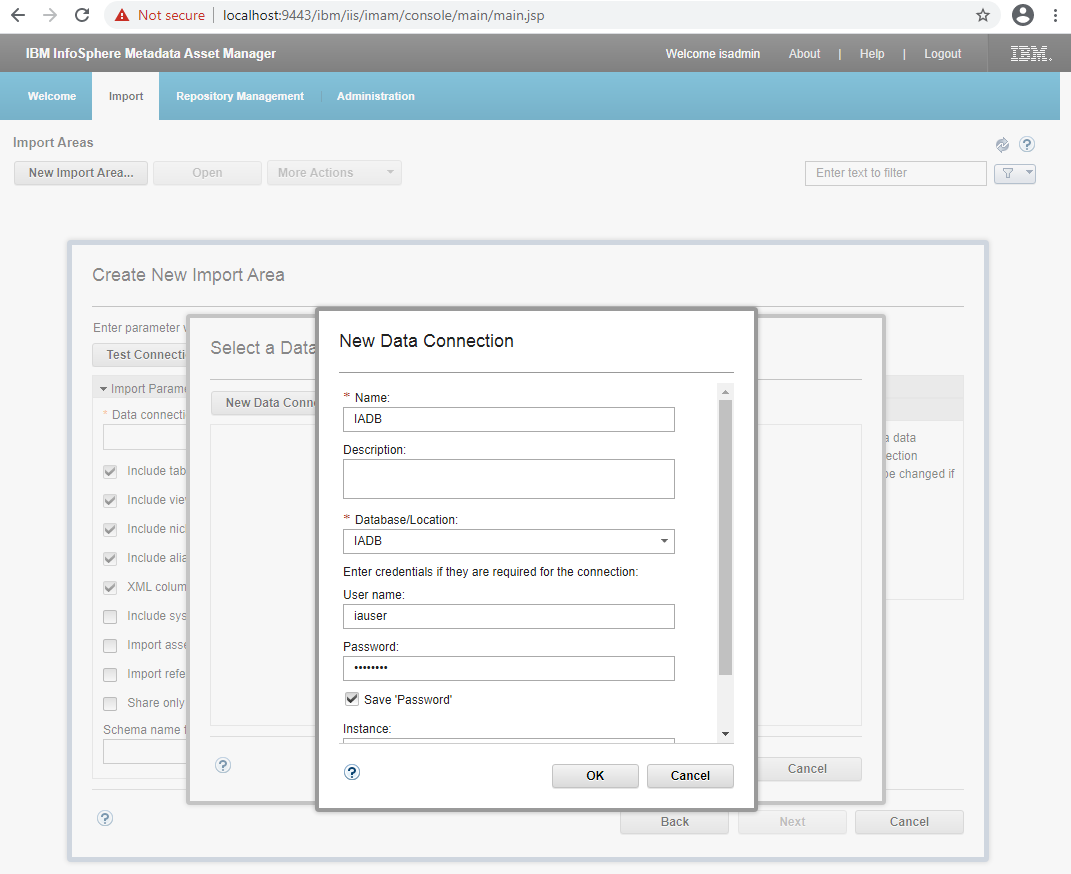 Not secure | localhost:9443/ibm/iis/imam/console/main/main.jsp
IBM InfoSphere Metadata Asset Manager
Welcome isadmin
About | Help | Logout
IBM.
Welcome
Import
Repository Management
Administration
Import Areas
New Import Area...
Open
More Actions
Enter text to filter
Create New Import Area
Enter parameter
Test Connecti
Import Parame
* Data connecti
Include tab
Include vie
Include nic
Include alia
XML colum
Include sys
Import asse
Import refe
Share only
Schema name
a data
ection
be changed if
Back
Next
Cancel
Select a Data
New Data Conn
Cancel
New Data Connection
* Name:
IADB
Description:
* Database/Location:
IADB
Enter credentials if they are required for the connection:
User name:
iauser
Password:
••••••••
Save 'Password'
Instance:
OK
Cancel